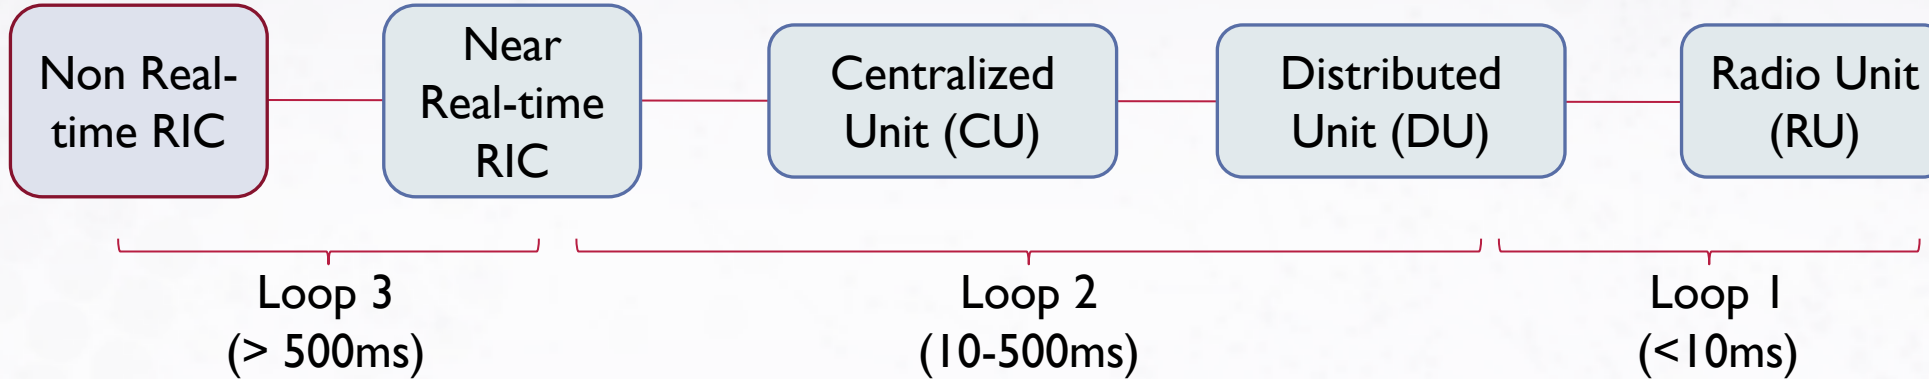 Non Real-
time RIC
Near
Real-time
RIC
Centralized
Unit (CU)
Distributed
Unit (DU)
Radio Unit
(RU)
Loop 3
(> 500ms)
Loop 2
(10-500ms)
Loop 1
(<10ms)